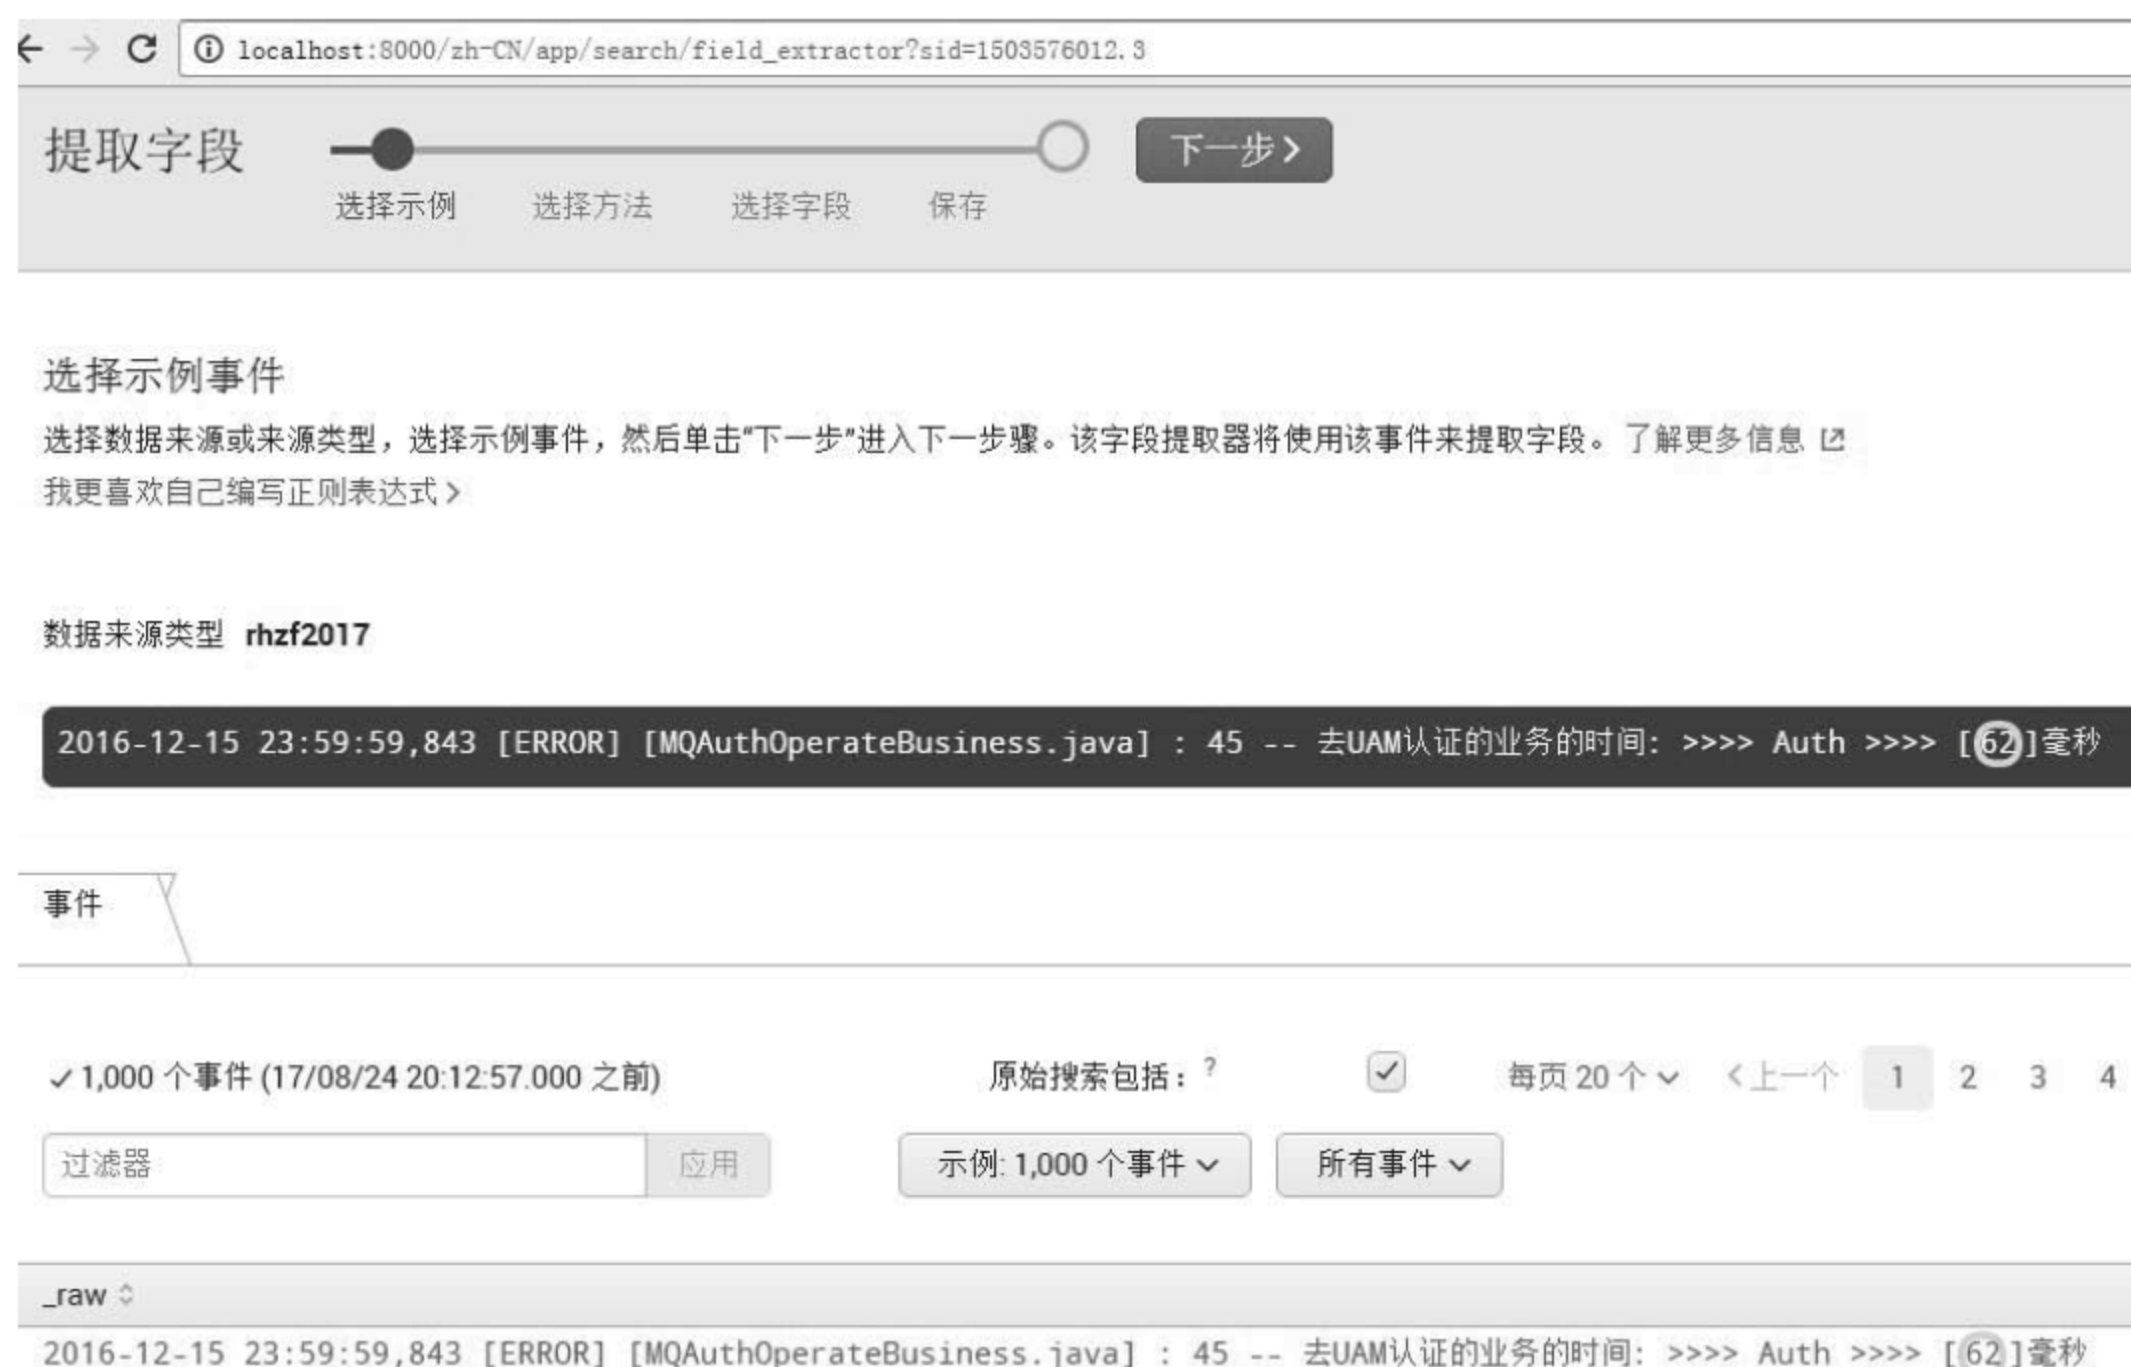 localhost:8000/zh-CN/app/search/field_extractor?sid=1503576012.3
提取字段 下一步>
选择示例 选择方法 选择字段 保存
选择示例事件
选择数据来源或来源类型，选择示例事件，然后单击“下一步”进入下一步骤。该字段提取器将使用该事件来提取字段。了解更多信息
我更喜欢自己编写正则表达式 >
数据来源类型 rhzf2017
2016-12-15 23:59:59,843 [ERROR] [MQAuthOperateBusiness.java] : 45 -- 去UAM认证的业务的时间: >>>> Auth >>>> [62]毫秒
事件
✓ 1,000 个事件 (17/08/24 20:12:57.000 之前) 原始搜索包括：? ✓ 每页 20 个 <上一个 1 2 3 4
过滤器 应用 示例: 1,000 个事件 所有事件
_raw
2016-12-15 23:59:59,843 [ERROR] [MQAuthOperateBusiness.java] : 45 -- 去UAM认证的业务的时间: >>>> Auth >>>> [62]毫秒